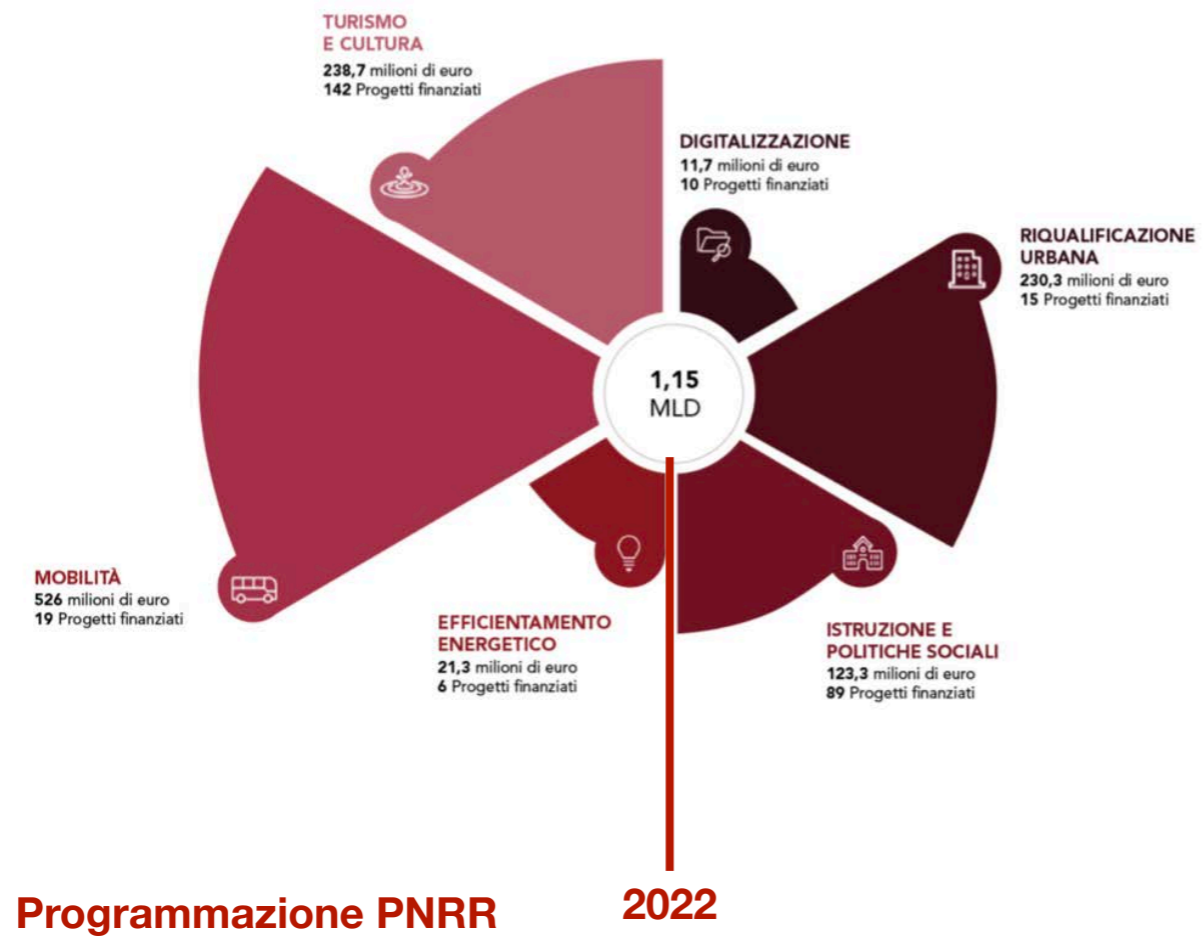 TURISMO
E CULTURA
238,7 milioni di euro
142 Progetti finanziati
DIGITALIZZAZIONE
11,7 milioni di euro
10 Progetti finanziati
RIQUALIFICAZIONE
URBANA
230,3 milioni di euro
15 Progetti finanziati
1,15
MLD
MOBILITÀ
526 milioni di euro
19 Progetti finanziati
EFFICIENTAMENTO
ENERGETICO
21,3 milioni di euro
6 Progetti finanziati
ISTRUZIONE E
POLITICHE SOCIALI
123,3 milioni di euro
89 Progetti finanziati
Programmazione PNRR
2022